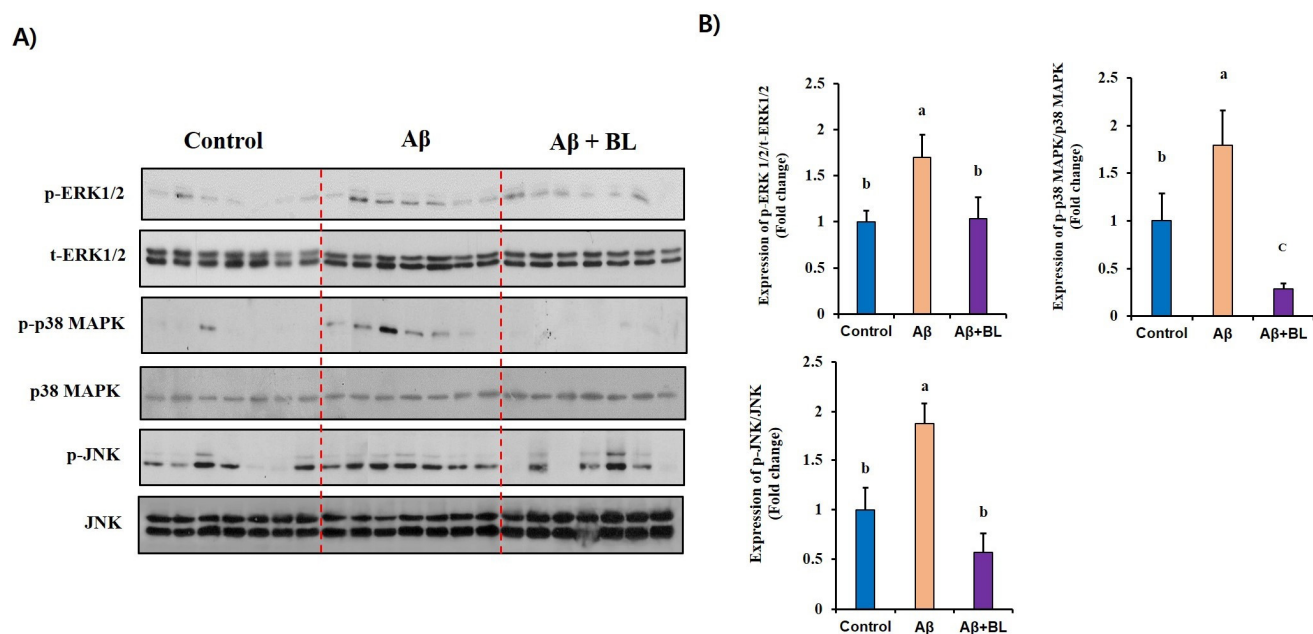 A)
Control Aβ Aβ + BL
p-ERK1/2
t-ERK1/2
p-p38 MAPK
p38 MAPK
p-JNK
JNK
B)
Expression of p-ERK 1/2/t-ERK1/2
(Fold change)
2.5
2
1.5
1
0.5
0
b
a
b
Control Aβ Aβ+BL
Expression of p-p38 MAPK/p38 MAPK
(Fold change)
2.5
2
1.5
1
0.5
0
b
a
C
Control Aβ Aβ+BL
Expression of p-JNK/JNK
(Fold change)
2.5
2
1.5
1
0.5
0
b
a
b
Control Aβ Aβ+BL